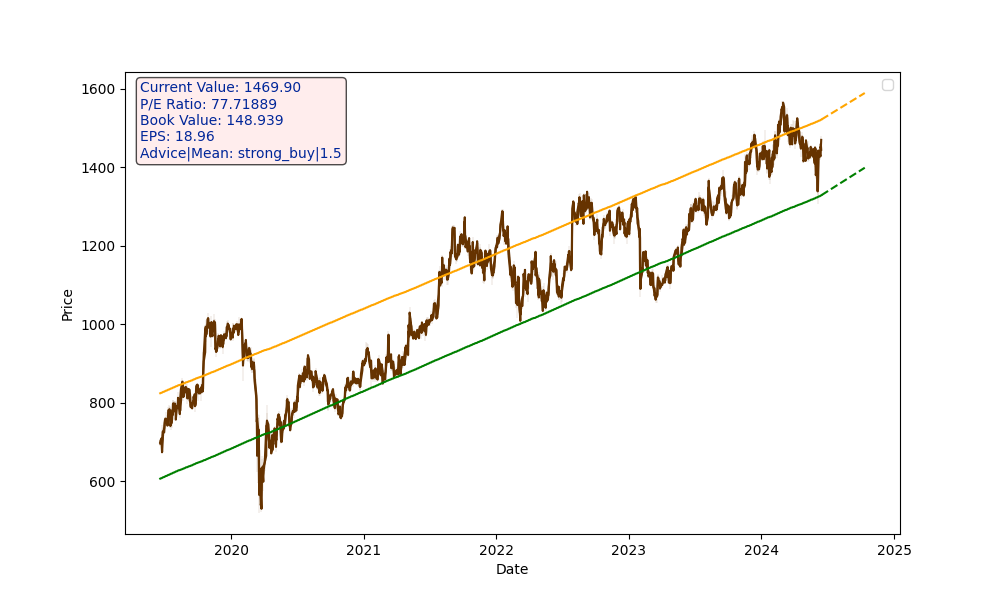 Current Value: 1469.90
P/E Ratio: 77.71889
Book Value: 148.939
EPS: 18.96
Advice|Mean: strong_buy|1.5
1600
1400
1200
1000
800
600
Price
2020
2021
2022
2023
2024
2025
Date